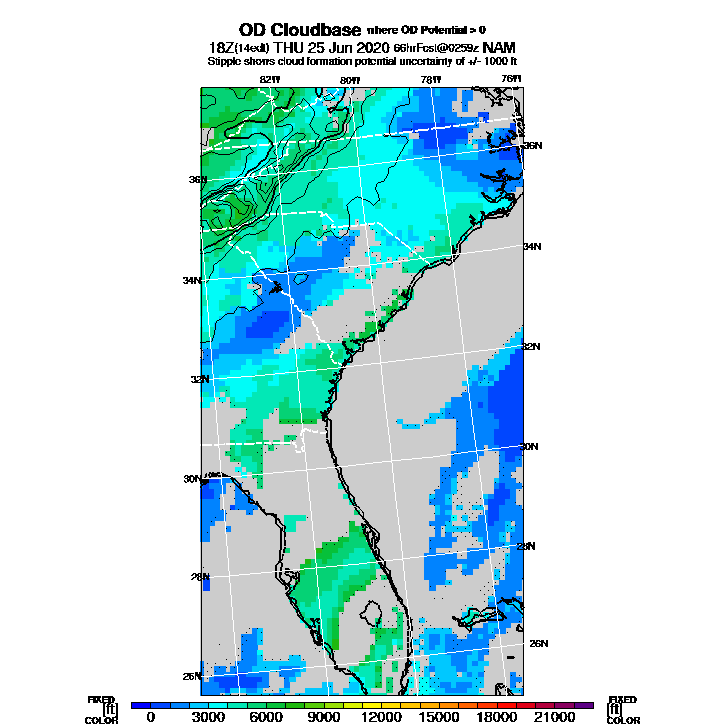 OD Cloudbase where OD Potential > 0
18Z(14edt) THU 25 Jun 2020 66hrFcst@0259z NAM
Stipple shows cloud formation potential uncertainty of +/- 1000 ft
82W 80W 78W 76W
36N
36N
34N
34N
32N
32N
30N
30N
28N
28N
26N
26N
FIXED FIXED
[ft] [ft]
COLOR COLOR
0 3000 6000 9000 12000 15000 18000 21000